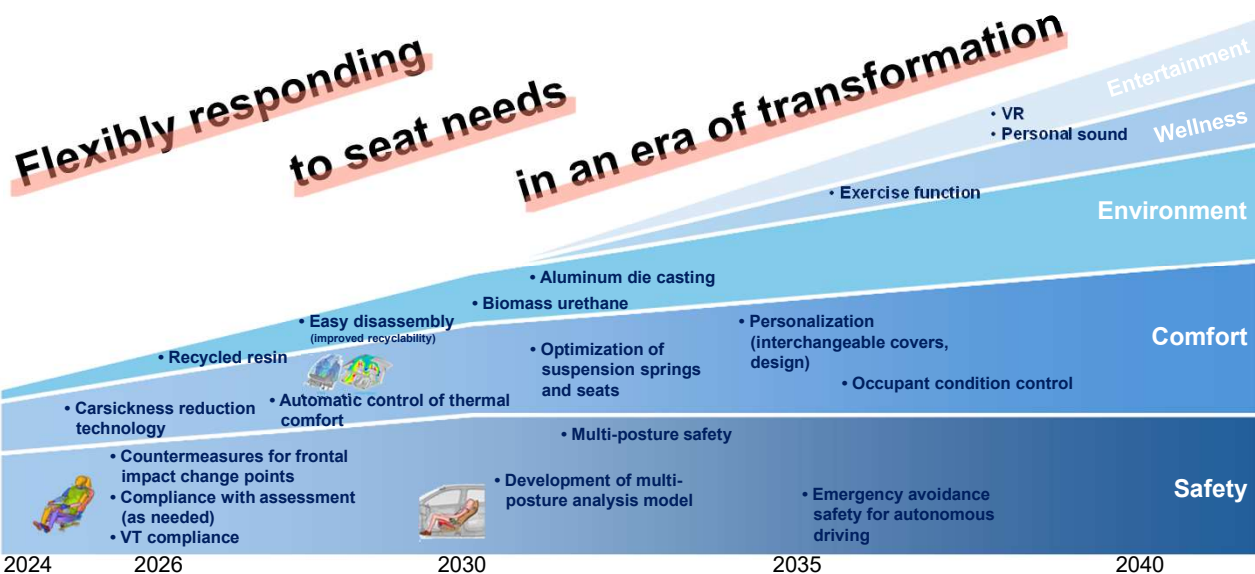 Flexibly responding
to seat needs
in an era of transformation
Entertainment
• VR
• Personal sound
Wellness
• Exercise function
Environment
• Aluminum die casting
• Biomass urethane
• Easy disassembly
(improved recyclability)
• Recycled resin
Comfort
• Personalization
(interchangeable covers,
design)
• Optimization of
suspension springs
and seats
• Occupant condition control
• Automatic control of thermal
comfort
• Carsickness reduction
technology
Safety
• Multi-posture safety
• Countermeasures for frontal
impact change points
• Compliance with assessment
(as needed)
• VT compliance
• Development of multi-
posture analysis model
• Emergency avoidance
safety for autonomous
driving
2024
2026
2030
2035
2040